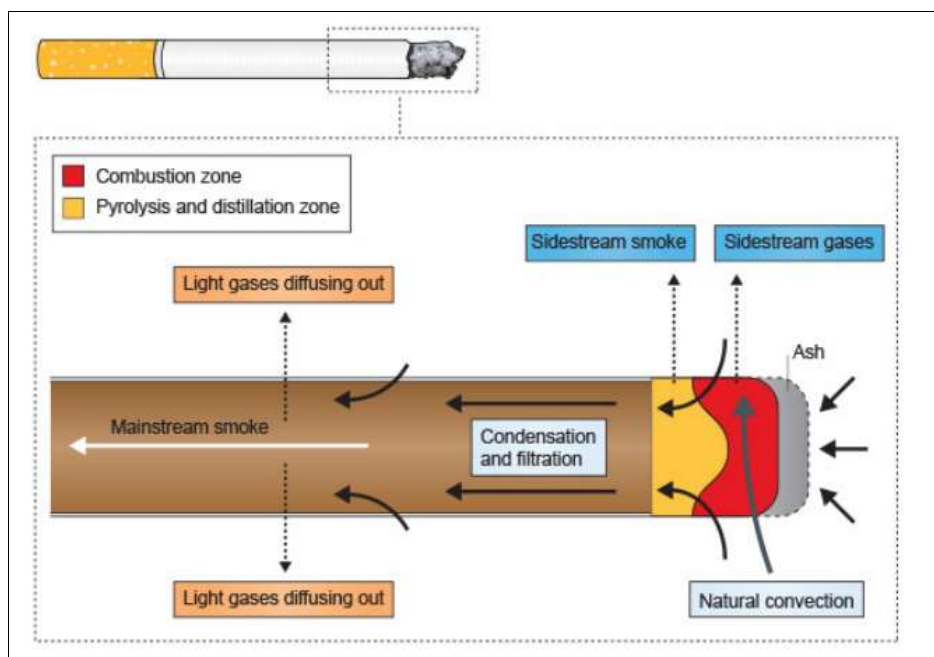 Combustion zone
Pyrolysis and distillation zone
Sidestream smoke
Sidestream gases
Light gases diffusing out
Ash
Mainstream smoke
Condensation
and filtration
Light gases diffusing out
Natural convection